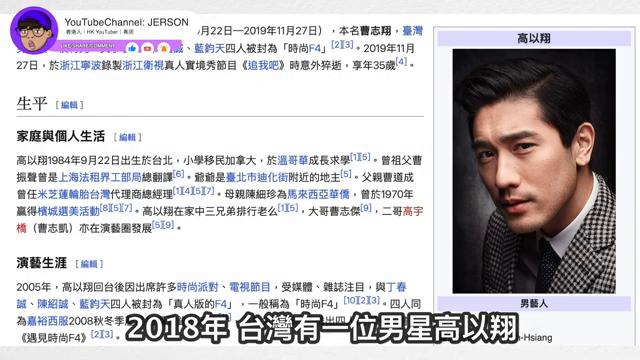 YouTubeChannel: JERSON
香港人｜HK YouTuber｜粵語
LIKE/SHARE/COMMENT
月22日—2019年11月27日），本名曹志翔，臺灣
誠、藍鈞天四人被封為「時尚F4」[2][3]。2019年11月
27日，於浙江寧波錄製浙江衛視真人實境秀節目《追我吧》時意外猝逝，享年35歲[4]。
生平 [編輯]
家庭與個人生活 [編輯]
高以翔1984年9月22日出生於台北，小學移民加拿大，於溫哥華成長求學[1][5]。曾祖父曹
振聲曾是上海法租界工部局總翻譯[6]。爺爺是臺北市迪化街附近的地主[5]。父親曹道成
曾任米芝蓮輪胎台灣代理商總經理[1][4][5][7]。母親陳細珍為馬來西亞華僑，曾於1970年
贏得檳城選美活動[8][5][7]。高以翔在家中三兄弟排行老么[1][5]，大哥曹志傑[9]，二哥高宇
橋（曹志凱）亦在演藝圈發展[5][9]。
演藝生涯 [編輯]
2005年，高以翔回台後因出席許多時尚派對、電視節目，受媒體、雜誌注目，與丁春
誠、陳紹誠、藍鈞天四人被封為「真人版的F4」，一般稱為「時尚F4」[10][2][3]。四人同
為嘉裕西服2008秋冬季
《遇見時尚F4》[2][3]。
高以翔
男藝人
-Hsiang
2018年 台灣有一位男星高以翔